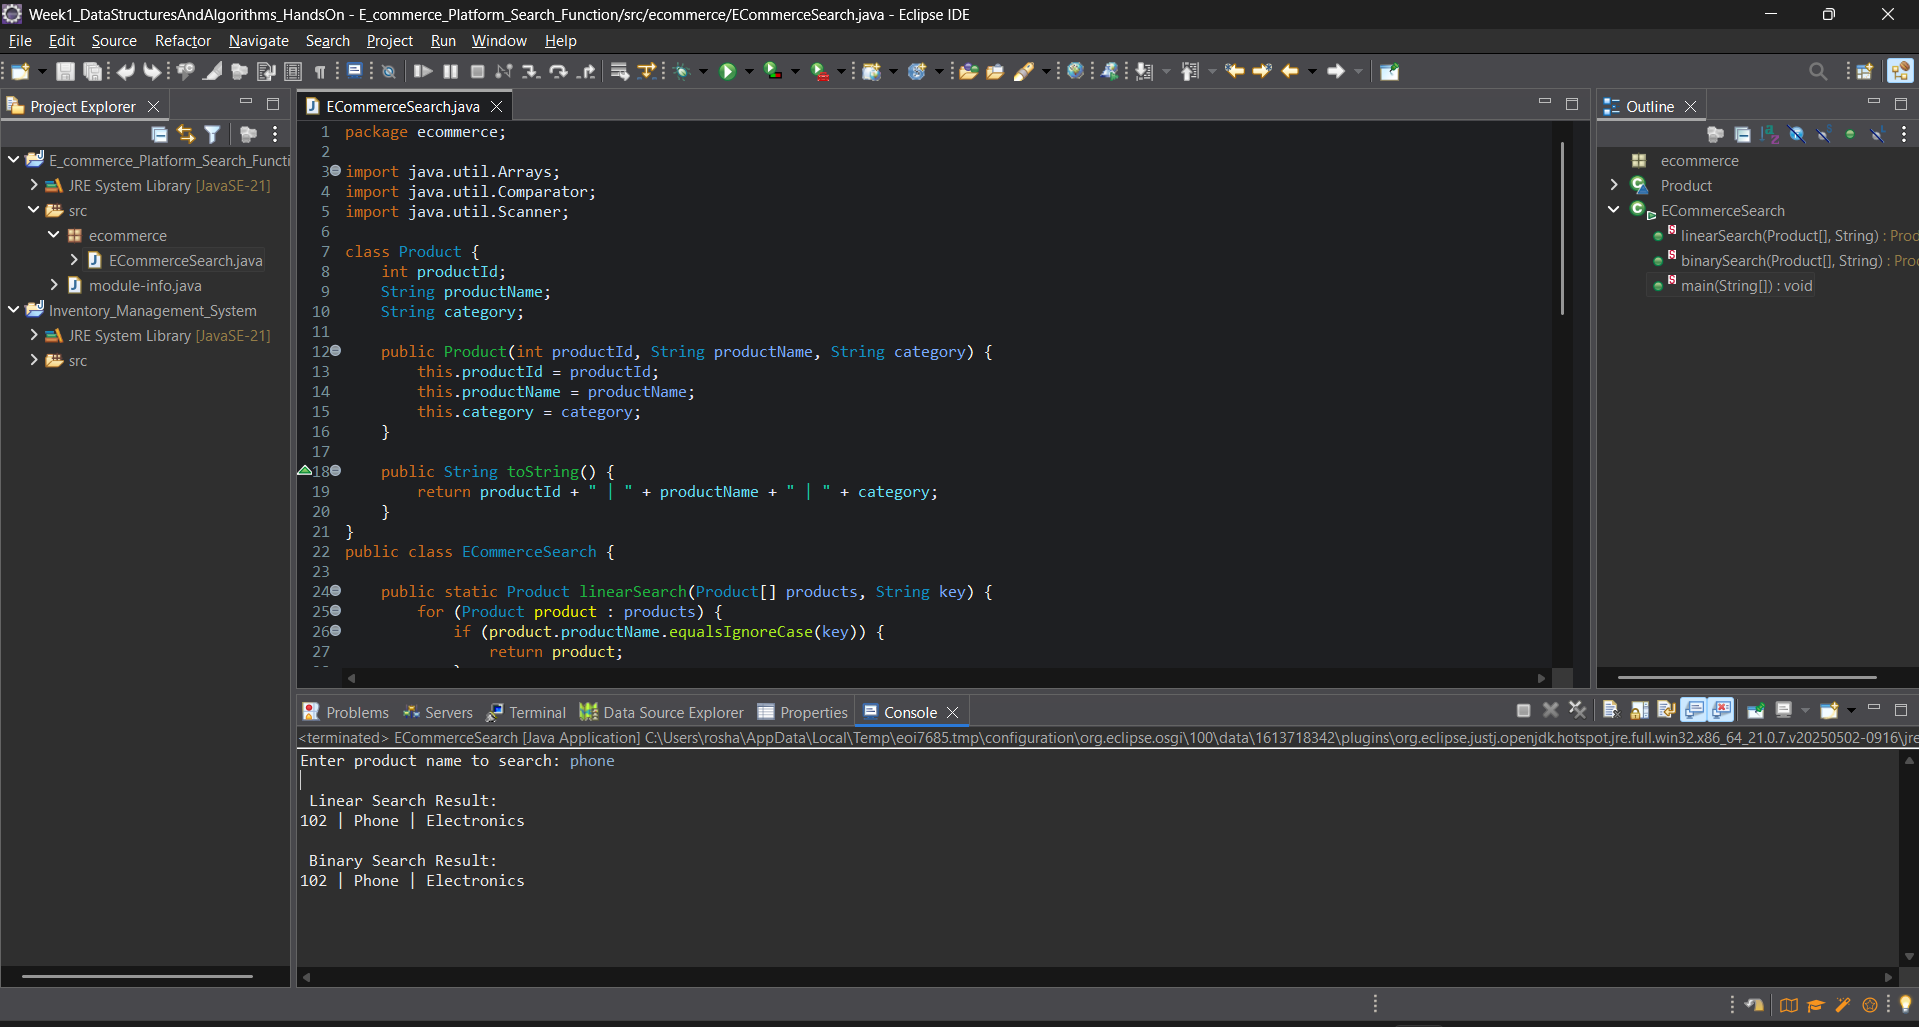 Week1_DataStructuresAndAlgorithms_HandsOn - E_commerce_Platform_Search_Function/src/ecommerce/ECommerceSearch.java - Eclipse IDE
File Edit Source Refactor Navigate Search Project Run Window Help
Project Explorer
E_commerce_Platform_Search_Functi
JRE System Library [JavaSE-21]
src
ecommerce
ECommerceSearch.java
module-info.java
Inventory_Management_System
JRE System Library [JavaSE-21]
src
ECommerceSearch.java
1 package ecommerce;
2
3 import java.util.Arrays;
4 import java.util.Comparator;
5 import java.util.Scanner;
6
7 class Product {
8     int productId;
9     String productName;
10     String category;
11
12     public Product(int productId, String productName, String category) {
13         this.productId = productId;
14         this.productName = productName;
15         this.category = category;
16     }
17
18     public String toString() {
19         return productId + " | " + productName + " | " + category;
20     }
21 }
22 public class ECommerceSearch {
23
24     public static Product linearSearch(Product[] products, String key) {
25         for (Product product : products) {
26             if (product.productName.equalsIgnoreCase(key)) {
27                 return product;
Outline
ecommerce
Product
ECommerceSearch
linearSearch(Product[], String) : Prod
binarySearch(Product[], String) : Pro
main(String[]) : void
Problems Servers Terminal Data Source Explorer Properties Console
<terminated> ECommerceSearch [Java Application] C:\Users\rosha\AppData\Local\Temp\eoi7685.tmp\configuration\org.eclipse.osgi\100\data\1613718342\plugins\org.eclipse.justj.openjdk.hotspot.jre.full.win32.x86_64_21.0.7.v20250502-0916\jre
Enter product name to search: phone
Linear Search Result:
102 | Phone | Electronics
Binary Search Result:
102 | Phone | Electronics